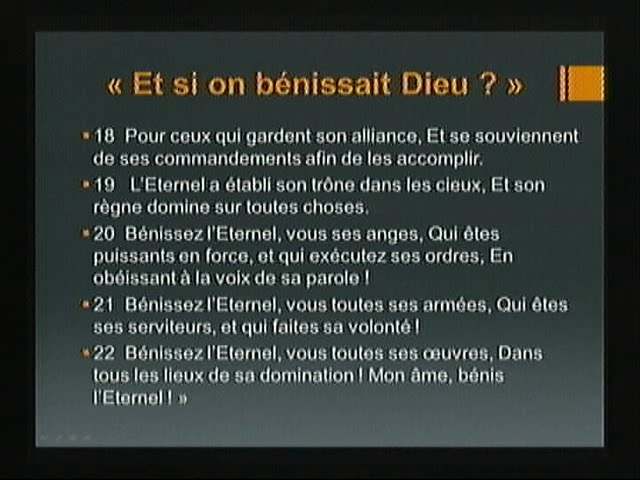 « Et si on bénissait Dieu ? »
18 Pour ceux qui gardent son alliance, Et se souviennent
de ses commandements afin de les accomplir.
19 L'Eternel a établi son trône dans les cieux, Et son
règne domine sur toutes choses.
20 Bénissez l'Eternel, vous ses anges, Qui êtes
puissants en force, et qui exécutez ses ordres, En
obéissant à la voix de sa parole !
21 Bénissez l'Eternel, vous toutes ses armées, Qui êtes
ses serviteurs, et qui faites sa volonté !
22 Bénissez l'Eternel, vous toutes ses œuvres, Dans
tous les lieux de sa domination ! Mon âme, bénis
l'Eternel ! »